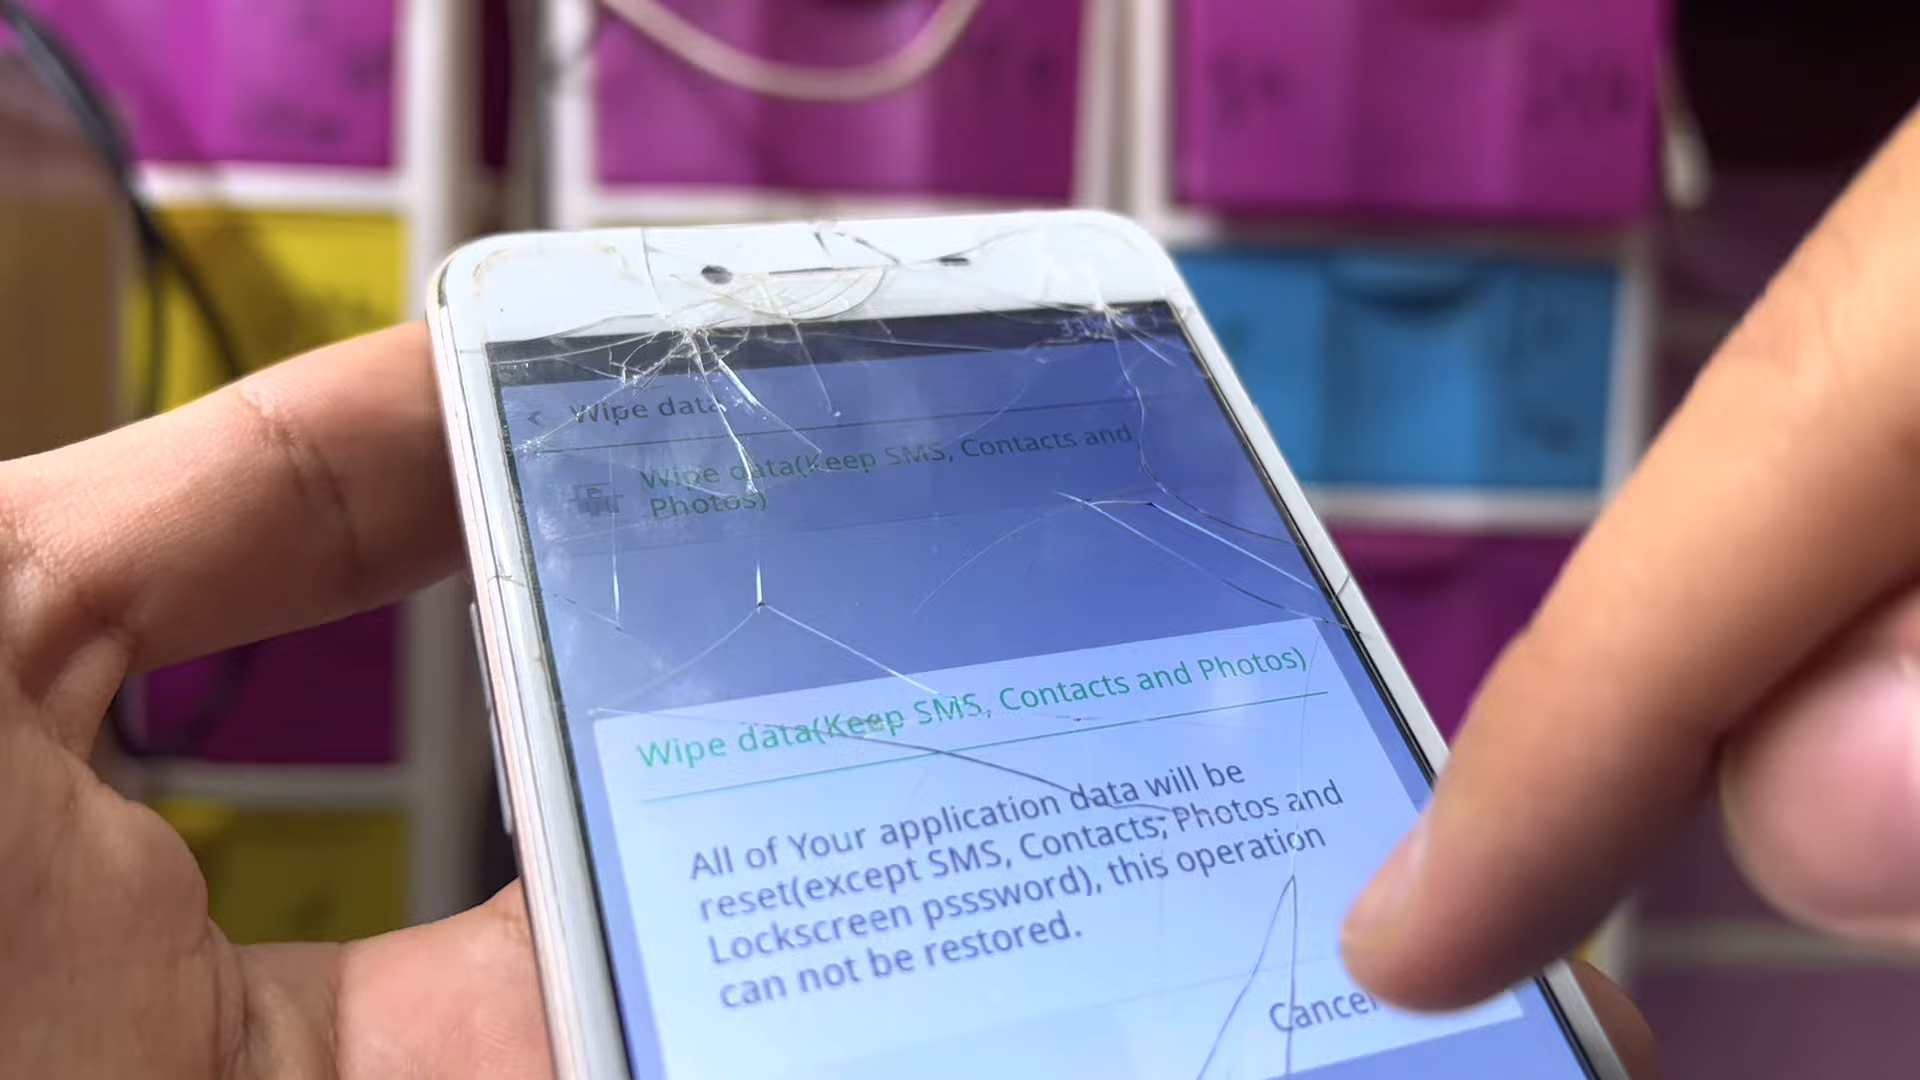 < Wipe data
Wipe data(Keep SMS, Contacts and
Photos)
Wipe data(Keep SMS, Contacts and Photos)
All of Your application data will be
reset(except SMS, Contacts, Photos and
Lockscreen psssword), this operation
can not be restored.
Cancel